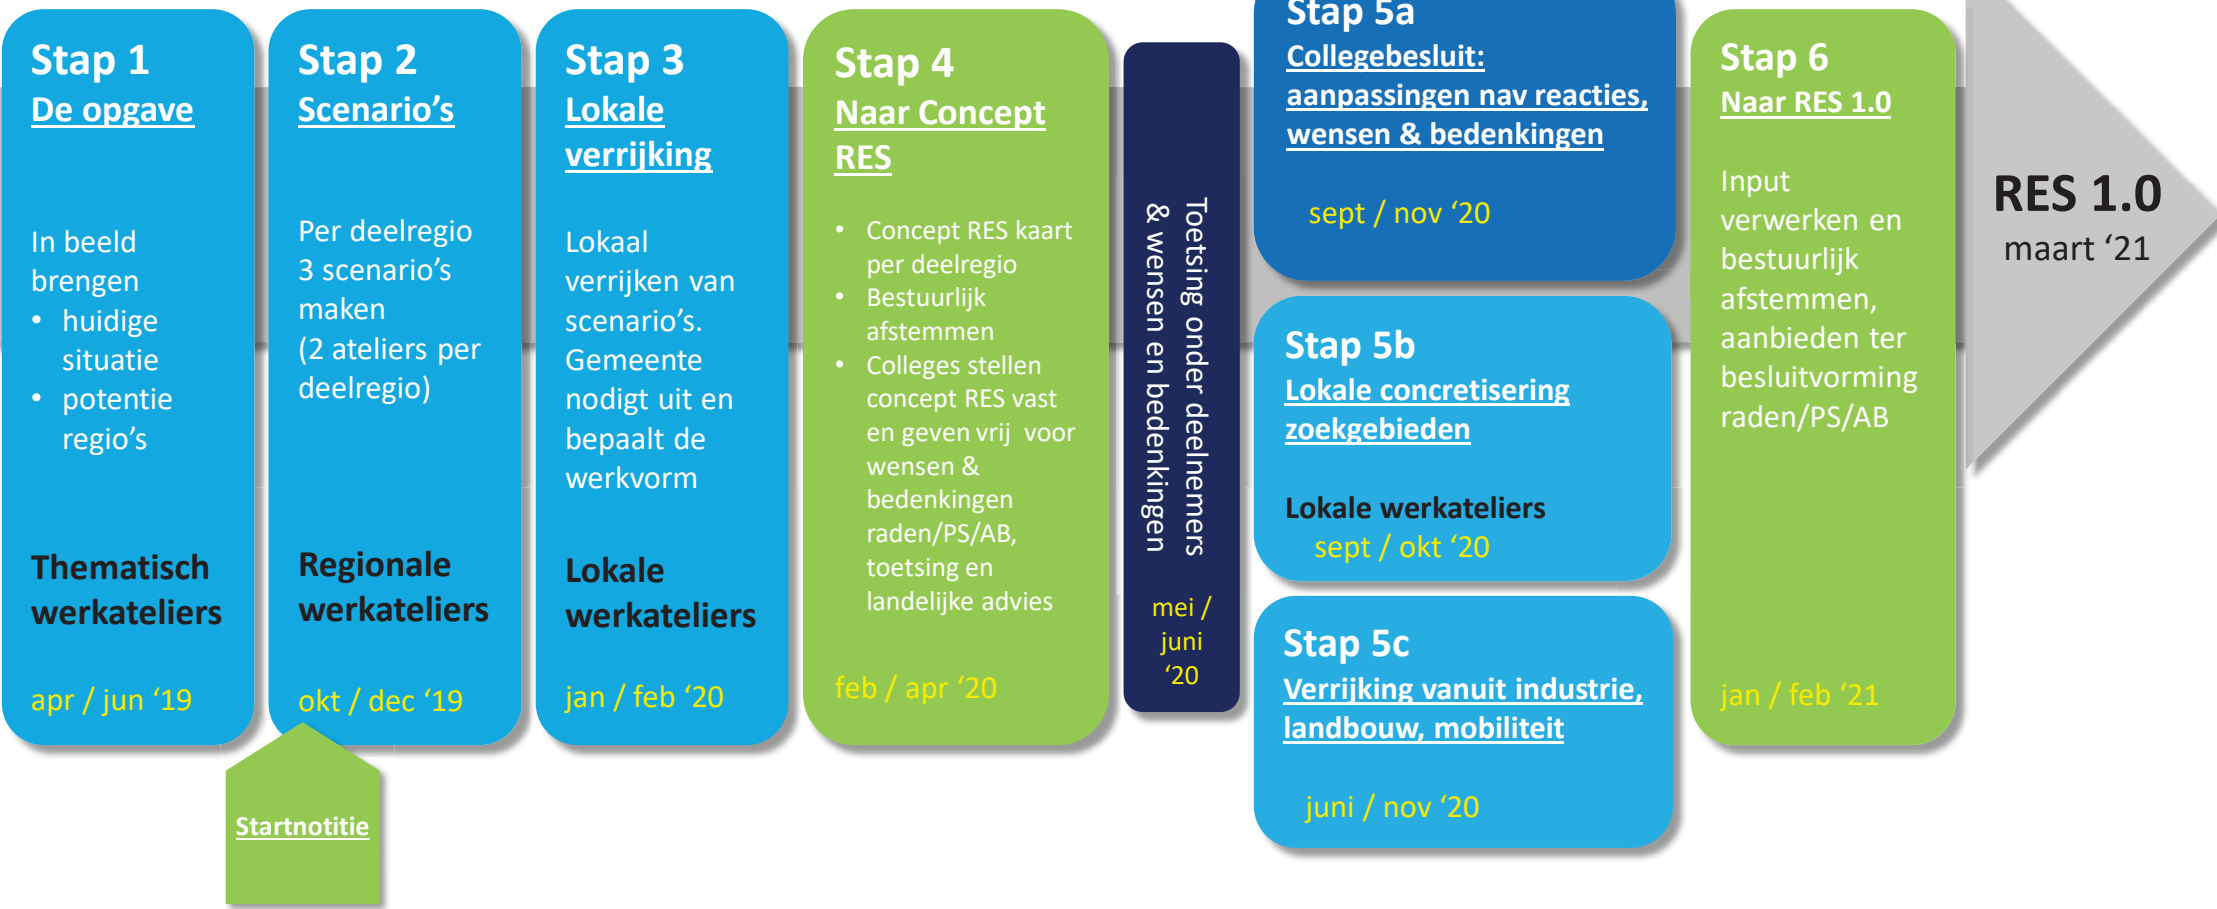 Stap 1
De opgave
In beeld
brengen
• huidige
situatie
• potentie
regio’s
Thematisch
werkateliers
apr / jun ‘19
Startnotitie
Stap 2
Scenario’s
Per deelregio
3 scenario’s
maken
(2 ateliers per
deelregio)
Regionale
werkateliers
okt / dec ‘19
Stap 3
Lokale
verrijking
Lokaal
verrijken van
scenario’s.
Gemeente
nodigt uit en
bepaalt de
werkvorm
Lokale
werkateliers
jan / feb ‘20
Stap 4
Naar Concept
RES
• Concept RES kaart
per deelregio
• Bestuurlijk
afstemmen
• Colleges stellen
concept RES vast
en geven vrij voor
wensen &
bedenkingen
raden/PS/AB,
toetsing en
landelijke advies
feb / apr ‘20
Toetsing onder deelnemers
& wensen en bedenkingen
mei /
juni
‘20
Stap 5a
Collegebesluit:
aanpassingen nav reacties,
wensen & bedenkingen
sept / nov ‘20
Stap 5b
Lokale concretisering
zoekgebieden
Lokale werkateliers
sept / okt ‘20
Stap 5c
Verrijking vanuit industrie,
landbouw, mobiliteit
juni / nov ‘20
Stap 6
Naar RES 1.0
Input
verwerken en
bestuurlijk
afstemmen,
aanbieden ter
besluitvorming
raden/PS/AB
jan / feb ‘21
RES 1.0
maart ‘21